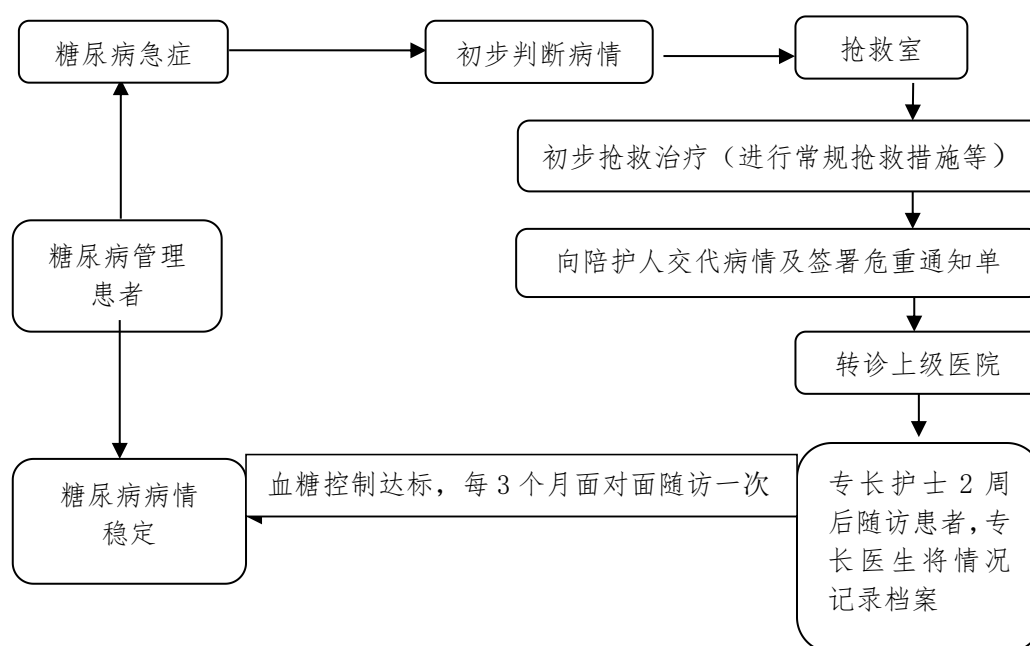 糖尿病急症
初步判断病情
抢救室
初步抢救治疗（进行常规抢救措施等）
向陪护人交代病情及签署危重通知单
糖尿病管理
患者
转诊上级医院
糖尿病病情
稳定
血糖控制达标，每 3 个月面对面随访一次
专长护士 2 周
后随访患者，专
长医生将情况
记录档案